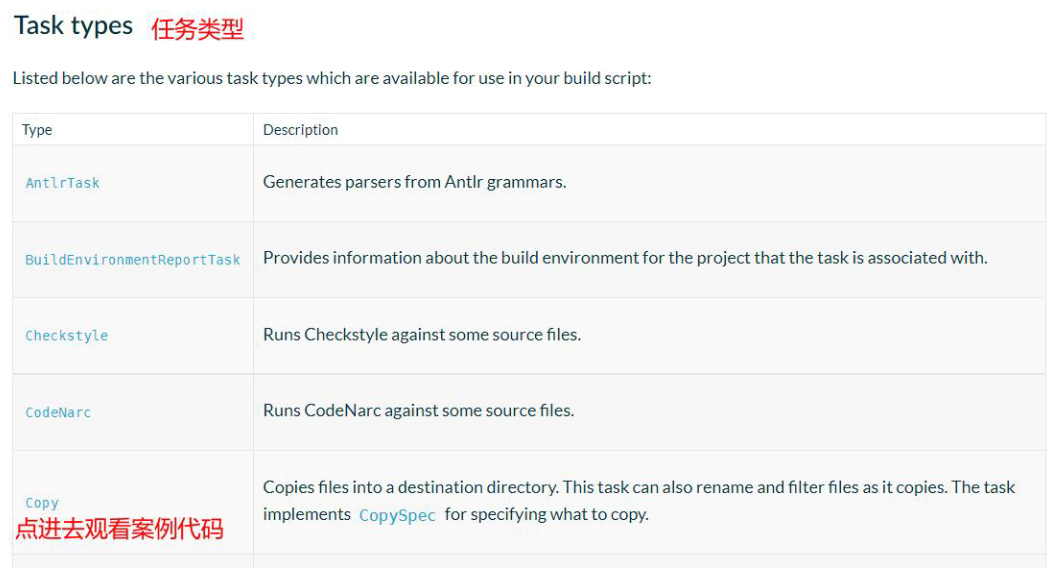 Task types 任务类型
Listed below are the various task types which are available for use in your build script:
Type Description
AntlrTask Generates parsers from Antlr grammars.
BuildEnvironmentReportTask Provides information about the build environment for the project that the task is associated with.
Checkstyle Runs Checkstyle against some source files.
CodeNarc Runs CodeNarc against some source files.
Copy Copies files into a destination directory. This task can also rename and filter files as it copies. The task
implements CopySpec for specifying what to copy.
点进去观看案例代码